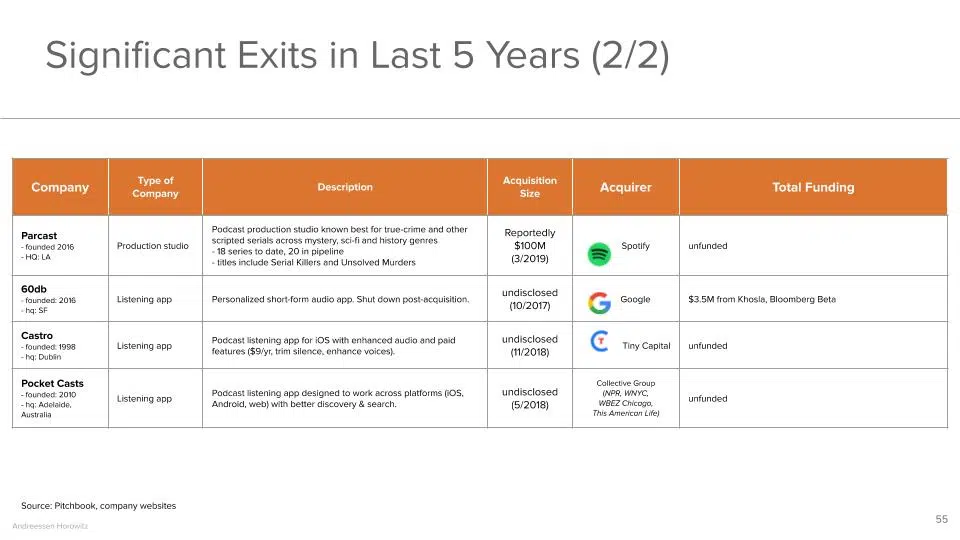 Significant Exits in Last 5 Years (2/2)
Company
Type of
Company
Description
Acquisition
Size
Acquirer
Total Funding
Parcast
- founded 2016
- HQ: LA
Production studio
Podcast production studio known best for true-crime and other
scripted serials across mystery, sci-fi and history genres
- 18 series to date, 20 in pipeline
- titles include Serial Killers and Unsolved Murders
Reportedly
$100M
(3/2019)
Spotify
unfunded
60db
- founded: 2016
- hq: SF
Listening app
Personalized short-form audio app. Shut down post-acquisition.
undisclosed
(10/2017)
G
Google
$3.5M from Khosla, Bloomberg Beta
Castro
- founded: 1998
- hq: Dublin
Listening app
Podcast listening app for iOS with enhanced audio and paid
features ($9/yr, trim silence, enhance voices).
undisclosed
(11/2018)
T
Tiny Capital
unfunded
Pocket Casts
- founded: 2010
- hq: Adelaide,
Australia
Listening app
Podcast listening app designed to work across platforms (iOS,
Android, web) with better discovery & search.
undisclosed
(5/2018)
Collective Group
(NPR, WNYC,
WBEZ Chicago,
This American Life)
unfunded
Source: Pitchbook, company websites
Andreessen Horowitz
55